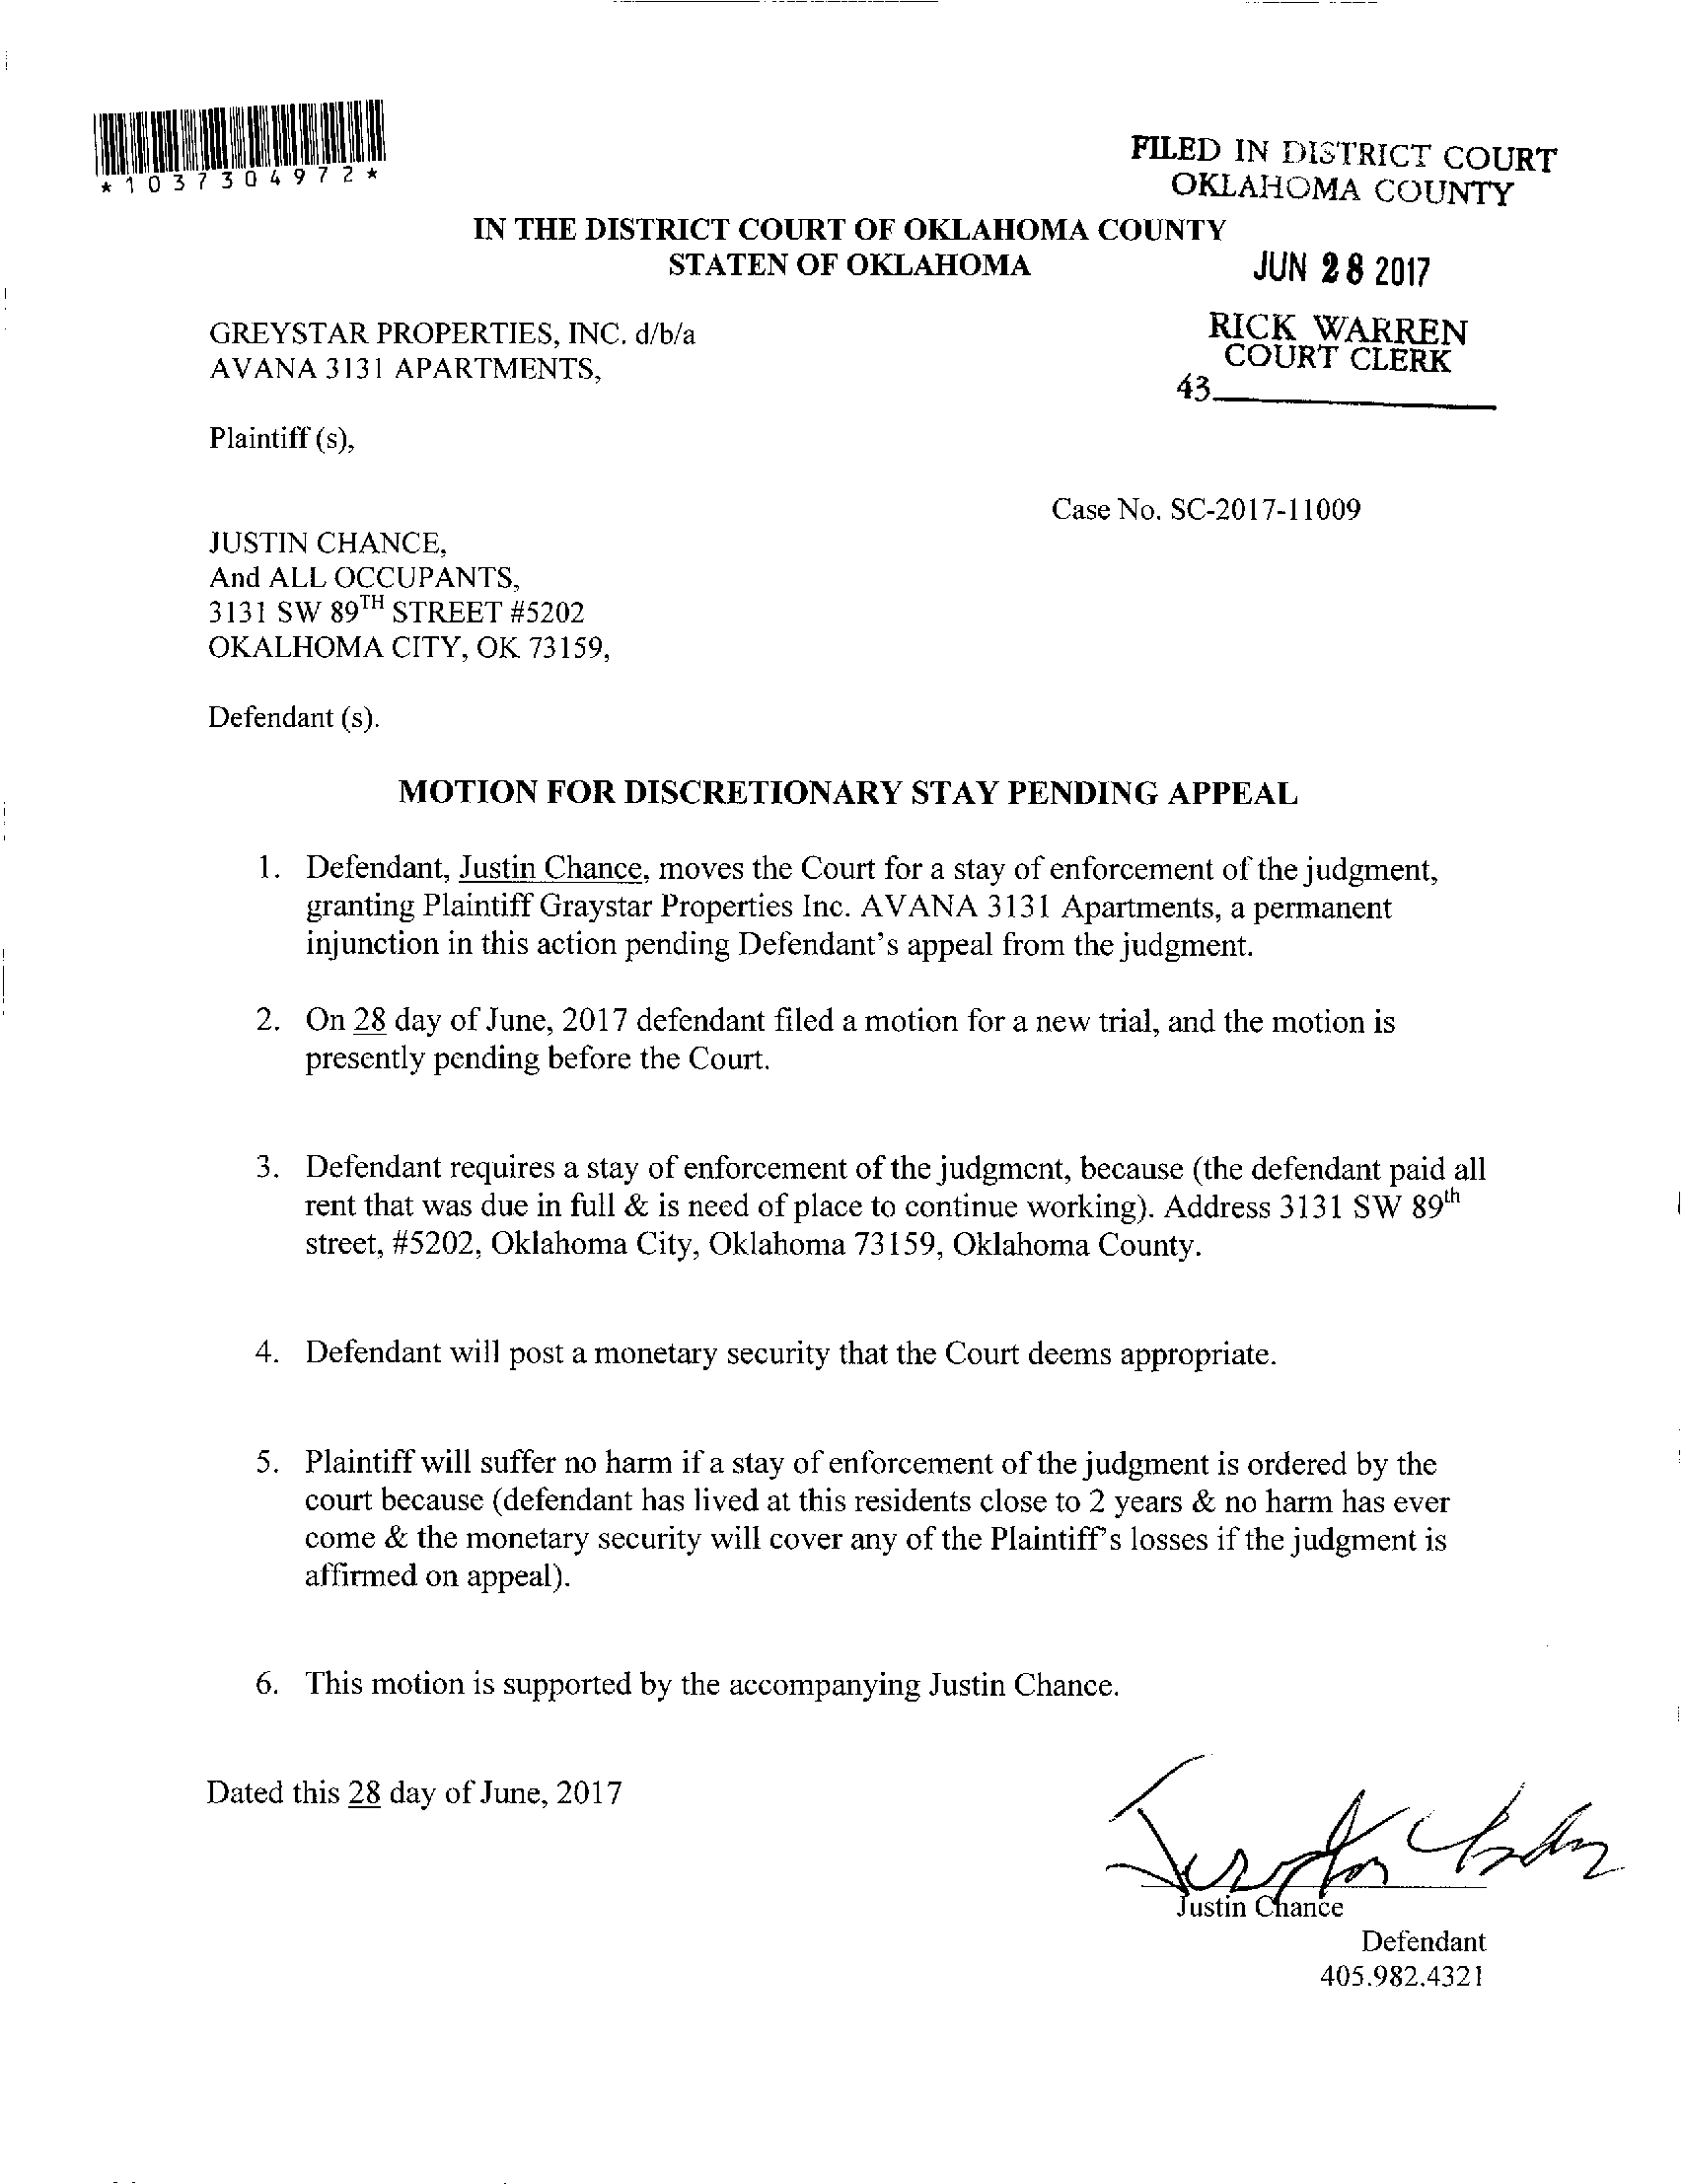 *1037304972*
FILED IN DISTRICT COURT
OKLAHOMA COUNTY
IN THE DISTRICT COURT OF OKLAHOMA COUNTY
STATEN OF OKLAHOMA
JUN 28 2017
GREYSTAR PROPERTIES, INC. d/b/a
AVANA 3131 APARTMENTS,
RICK WARREN
COURT CLERK
43
Plaintiff (s),
Case No. SC-2017-11009
JUSTIN CHANCE,
And ALL OCCUPANTS,
3131 SW 89TH STREET #5202
OKALHOMA CITY, OK 73159,
Defendant (s).
MOTION FOR DISCRETIONARY STAY PENDING APPEAL
1. Defendant, Justin Chance, moves the Court for a stay of enforcement of the judgment,
granting Plaintiff Graystar Properties Inc. AVANA 3131 Apartments, a permanent
injunction in this action pending Defendant's appeal from the judgment.
2. On 28 day of June, 2017 defendant filed a motion for a new trial, and the motion is
presently pending before the Court.
3. Defendant requires a stay of enforcement of the judgment, because (the defendant paid all
rent that was due in full & is need of place to continue working). Address 3131 SW 89th
street, #5202, Oklahoma City, Oklahoma 73159, Oklahoma County.
4. Defendant will post a monetary security that the Court deems appropriate.
5. Plaintiff will suffer no harm if a stay of enforcement of the judgment is ordered by the
court because (defendant has lived at this residents close to 2 years & no harm has ever
come & the monetary security will cover any of the Plaintiff's losses if the judgment is
affirmed on appeal).
6. This motion is supported by the accompanying Justin Chance.
Dated this 28 day of June, 2017
Justin Chance
Defendant
405.982.4321